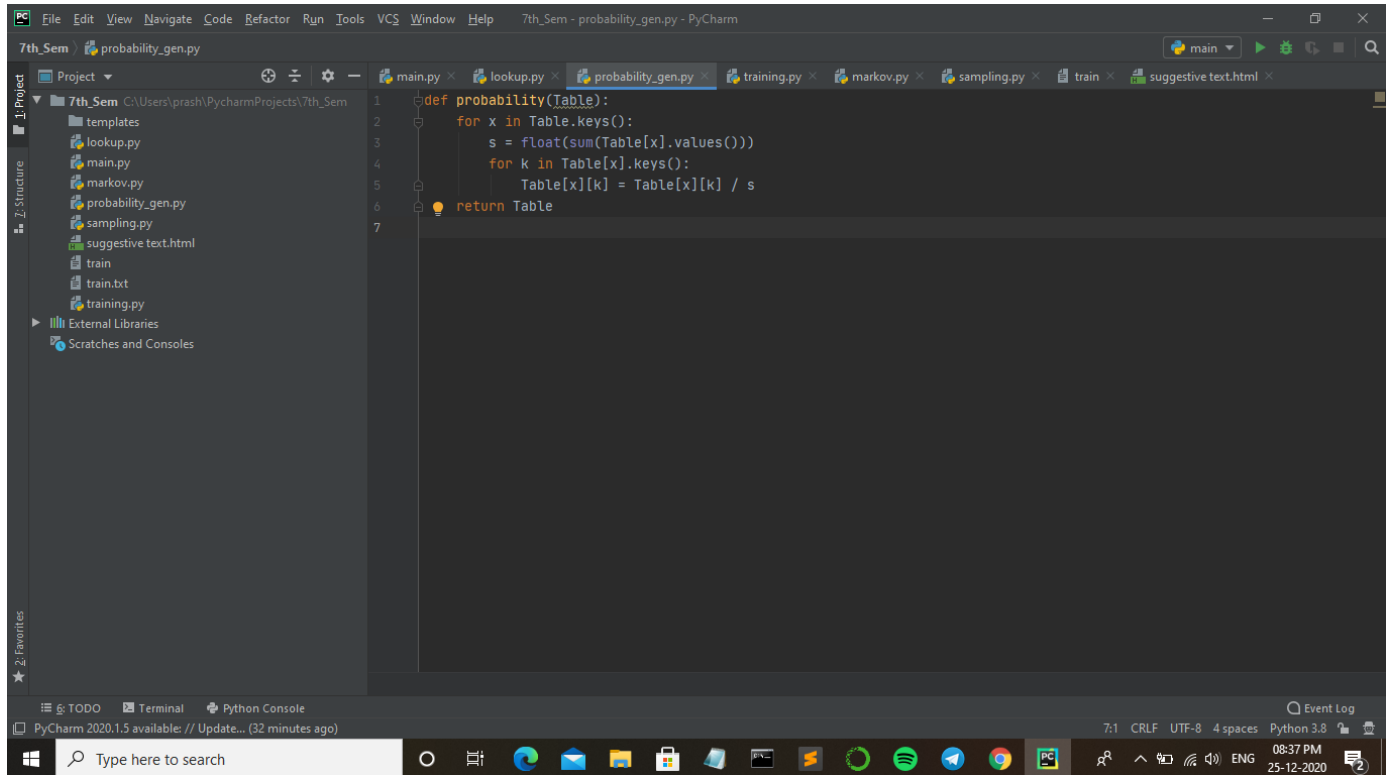 PC File Edit View Navigate Code Refactor Run Tools VCS Window Help 7th_Sem - probability_gen.py - PyCharm
7th_Sem probability_gen.py main
1: Project
Project
main.py lookup.py probability_gen.py training.py markov.py sampling.py train suggestive text.html
7th_Sem C:\Users\prash\PycharmProjects\7th_Sem
templates
lookup.py
main.py
markov.py
probability_gen.py
sampling.py
suggestive text.html
train
train.txt
training.py
External Libraries
Scratches and Consoles
7: Structure
2: Favorites
1 def probability(Table):
2     for x in Table.keys():
3         s = float(sum(Table[x].values()))
4         for k in Table[x].keys():
5             Table[x][k] = Table[x][k] / s
6     return Table
7
6: TODO Terminal Python Console Event Log
PyCharm 2020.1.5 available: // Update... (32 minutes ago) 7:1 CRLF UTF-8 4 spaces Python 3.8
Type here to search PC ENG 08:37 PM
25-12-2020 2